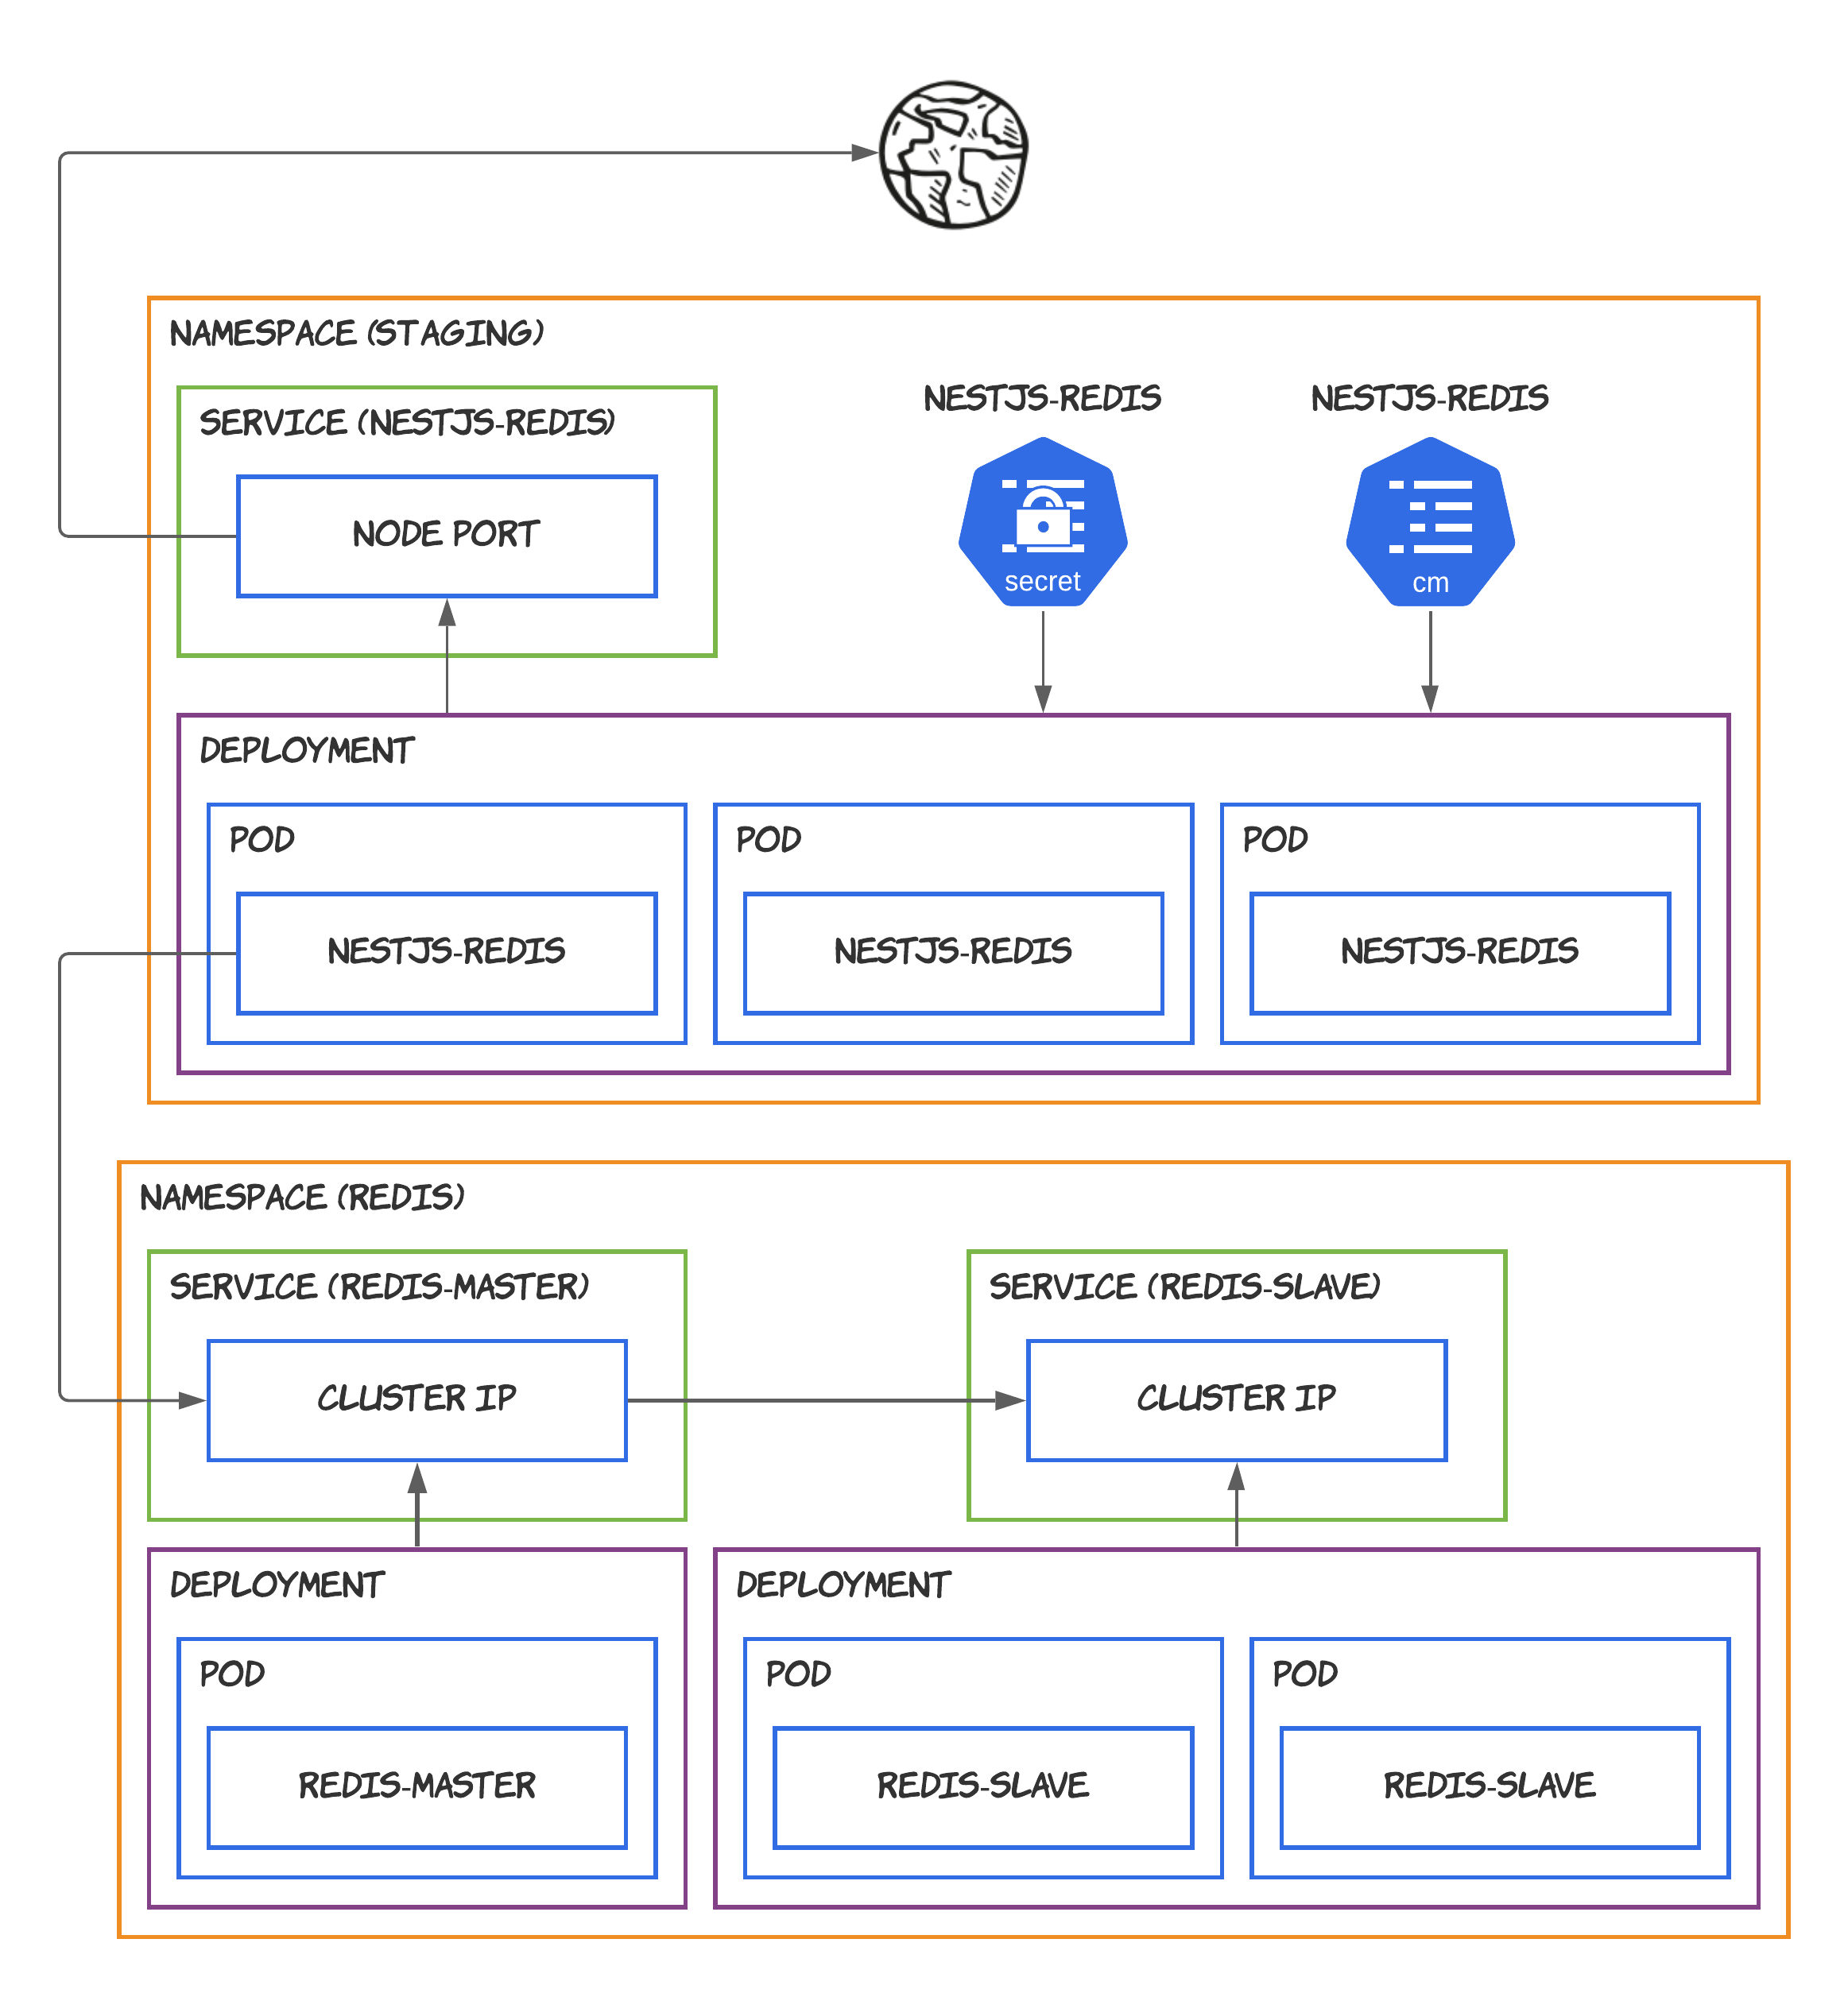 NAMESPACE (STAGING)
SERVICE (NESTJS-REDIS)
NODE PORT
NESTJS-REDIS
secret
NESTJS-REDIS
cm
DEPLOYMENT
POD
NESTJS-REDIS
POD
NESTJS-REDIS
POD
NESTJS-REDIS
NAMESPACE (REDIS)
SERVICE (REDIS-MASTER)
CLUSTER IP
SERVICE (REDIS-SLAVE)
CLUSTER IP
DEPLOYMENT
POD
REDIS-MASTER
DEPLOYMENT
POD
REDIS-SLAVE
POD
REDIS-SLAVE